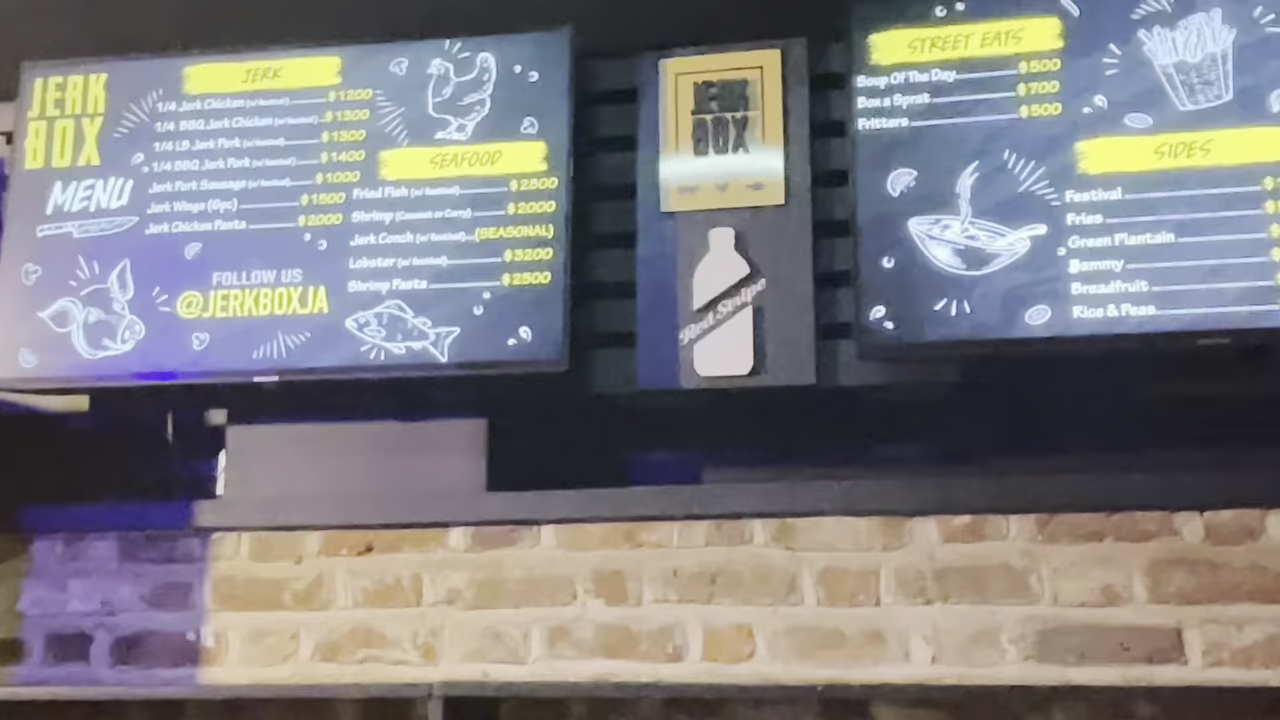 JERK
BOX
MENU
JERK
1/4 Jerk Chicken (w/ festival) $1200
1/4 BBQ Jerk Chicken (w/ festival) $1300
1/4 LB Jerk Pork (w/ festival) $1300
1/4 BBQ Jerk Pork (w/ festival) $1400
Jerk Pork Sausage (w/ festival) $1000
Jerk Wings (6pc) $1500
Jerk Chicken Pasta $2000
FOLLOW US
@JERKBOXJA
SEAFOOD
Fried Fish (w/ festival) $2800
Shrimp (Coconut or Curry) $2000
Jerk Conch (w/ festival) (SEASONAL)
Lobster (w/ festival) $3200
Shrimp Pasta $2500
JERK
BOX
Red Stripe
STREET EATS
Soup Of The Day $500
Box a Sprat $700
Fritters $500
SIDES
Festival
Fries
Green Plantain
Bammy
Breadfruit
Rice & Peas